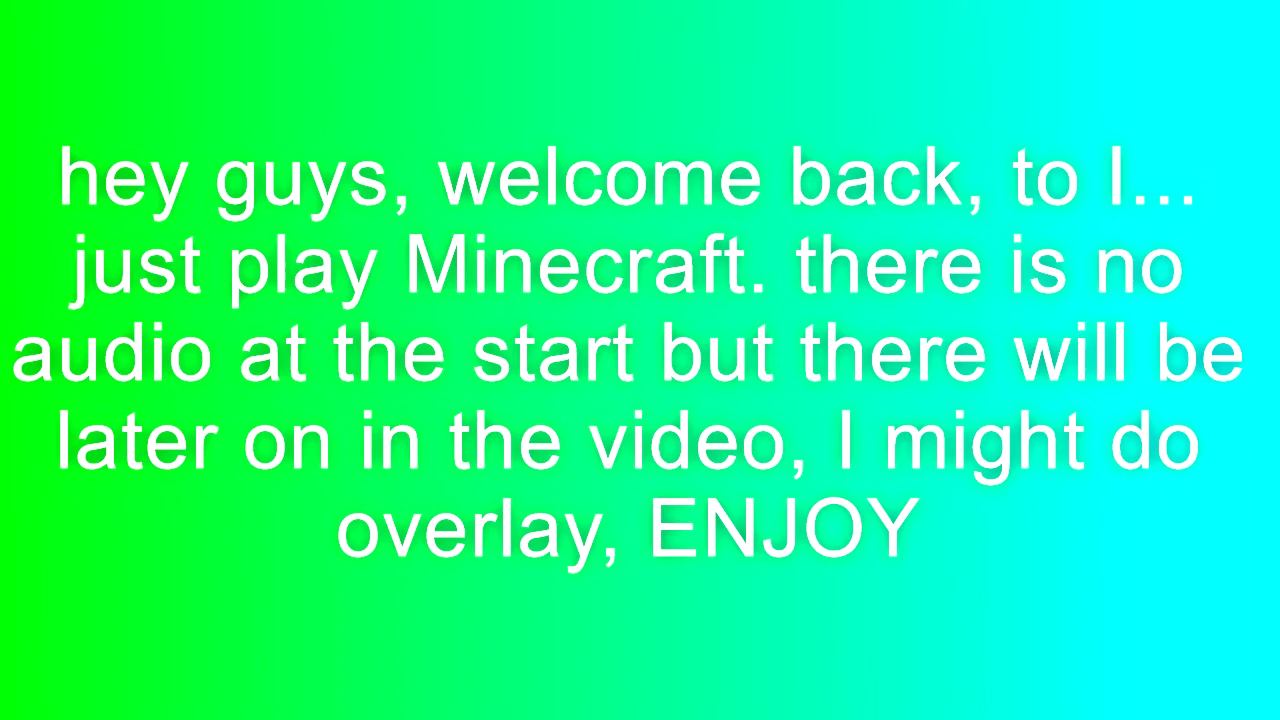 hey guys, welcome back, to I...
just play Minecraft. there is no
audio at the start but there will be
later on in the video, I might do
overlay, ENJOY